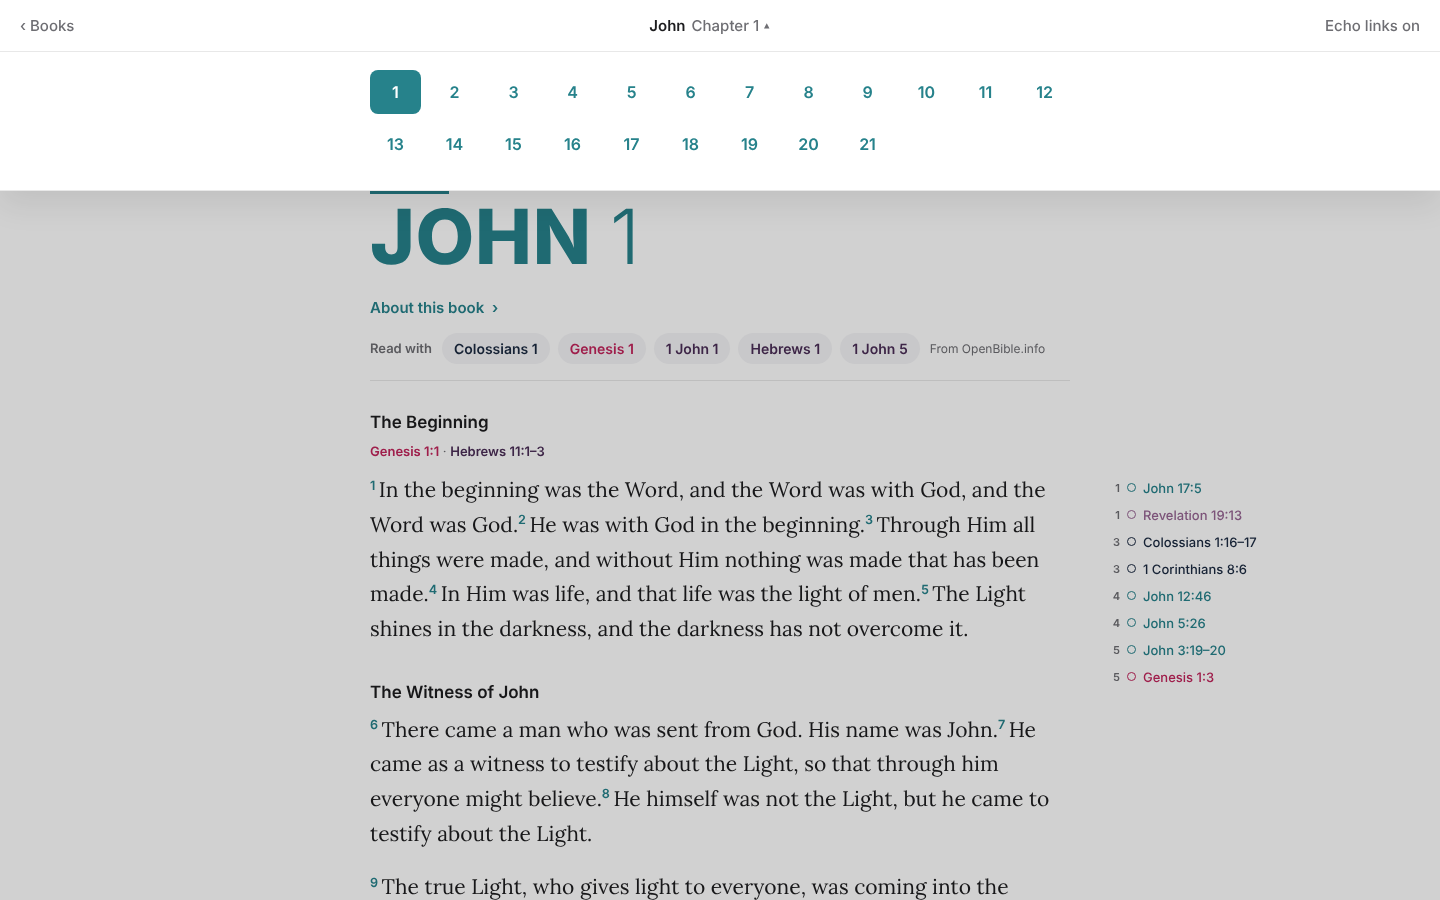 ‹ Books
John Chapter 1 ▴
Echo links on
1 2 3 4 5 6 7 8 9 10 11 12
13 14 15 16 17 18 19 20 21
JOHN 1
About this book ›
Read with Colossians 1 Genesis 1 1 John 1 Hebrews 1 1 John 5 From OpenBible.info
The Beginning
Genesis 1:1 · Hebrews 11:1–3
1 In the beginning was the Word, and the Word was with God, and the
Word was God. 2 He was with God in the beginning. 3 Through Him all
things were made, and without Him nothing was made that has been
made. 4 In Him was life, and that life was the light of men. 5 The Light
shines in the darkness, and the darkness has not overcome it.
1 John 17:5
1 Revelation 19:13
3 Colossians 1:16–17
3 1 Corinthians 8:6
4 John 12:46
4 John 5:26
5 John 3:19–20
5 Genesis 1:3
The Witness of John
6 There came a man who was sent from God. His name was John. 7 He
came as a witness to testify about the Light, so that through him
everyone might believe. 8 He himself was not the Light, but he came to
testify about the Light.
9 The true Light, who gives light to everyone, was coming into the